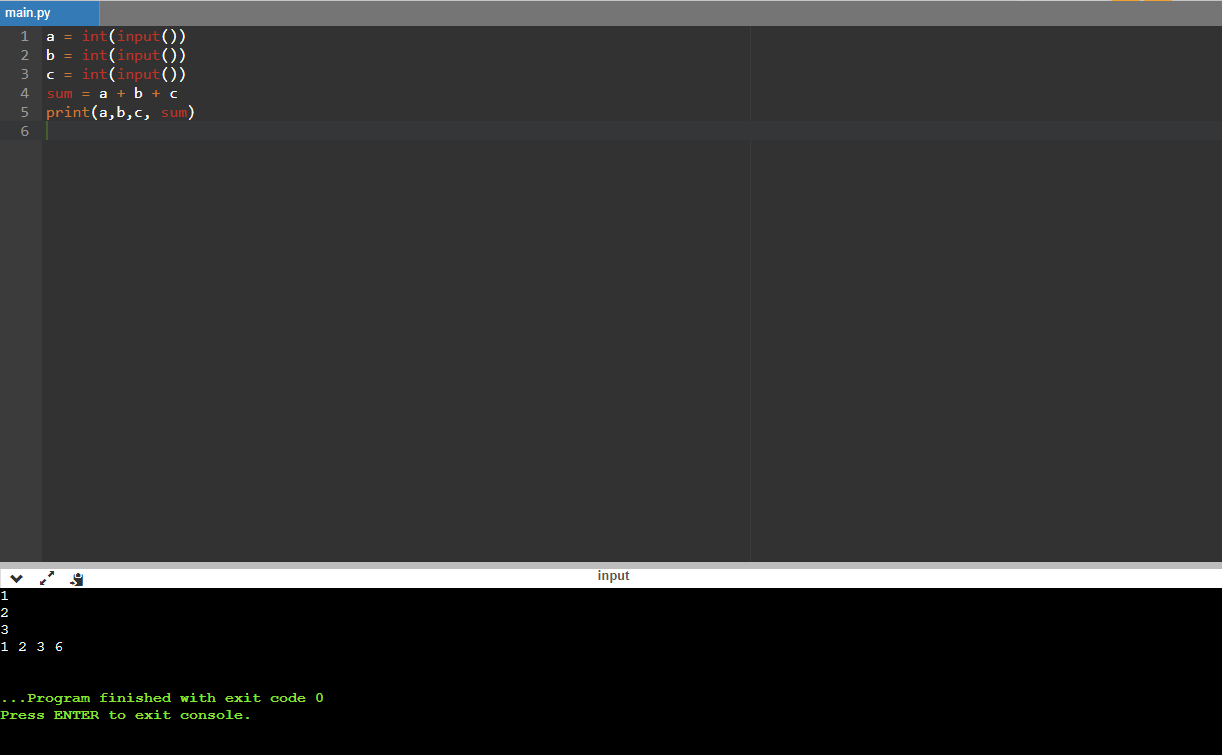 main.py
1 a = int(input())
2 b = int(input())
3 c = int(input())
4 sum = a + b + c
5 print(a,b,c, sum)
6
input
1
2
3
1 2 3 6
...Program finished with exit code 0
Press ENTER to exit console.